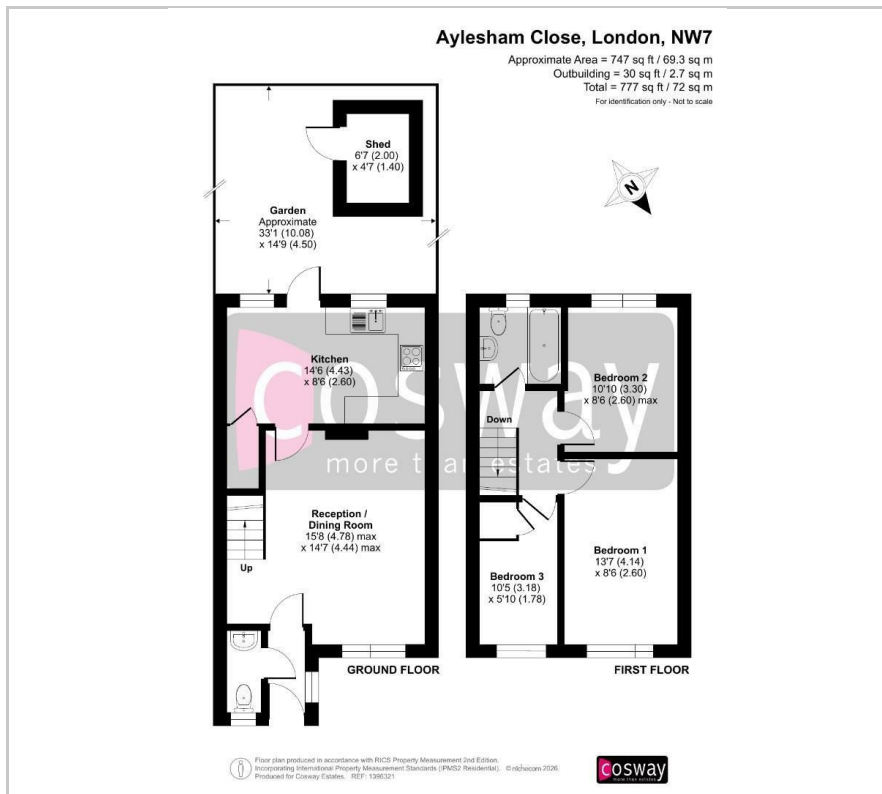 Aylesham Close, London, NW7
Approximate Area = 747 sq ft / 69.3 sq m
Outbuilding = 30 sq ft / 2.7 sq m
Total = 777 sq ft / 72 sq m
For identification only - Not to scale
Shed
6'7 (2.00)
x 4'7 (1.40)
N
Garden
Approximate
33'1 (10.08)
x 14'9 (4.50)
Kitchen
14'6 (4.43)
x 8'6 (2.60)
Bedroom 2
10'10 (3.30)
x 8'6 (2.60) max
cosway
more than estates
Down
Reception /
Dining Room
15'8 (4.78) max
x 14'7 (4.44) max
Up
Bedroom 1
13'7 (4.14)
x 8'6 (2.60)
Bedroom 3
10'5 (3.18)
x 5'10 (1.78)
GROUND FLOOR
FIRST FLOOR
Floor plan produced in accordance with RICS Property Measurement 2nd Edition.
Incorporating International Property Measurement Standards (IPMS2 Residential). © nichecom 2026.
Produced for Cosway Estates. REF: 1396321
cosway
more than estates